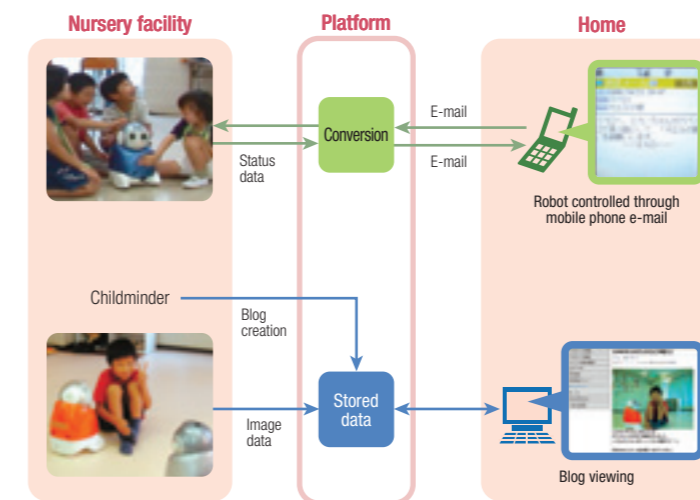 Nursery facility
Platform
Home
Conversion
E-mail
E-mail
Status
data
Robot controlled through
mobile phone e-mail
Childminder
Blog
creation
Stored
data
Image
data
Blog viewing